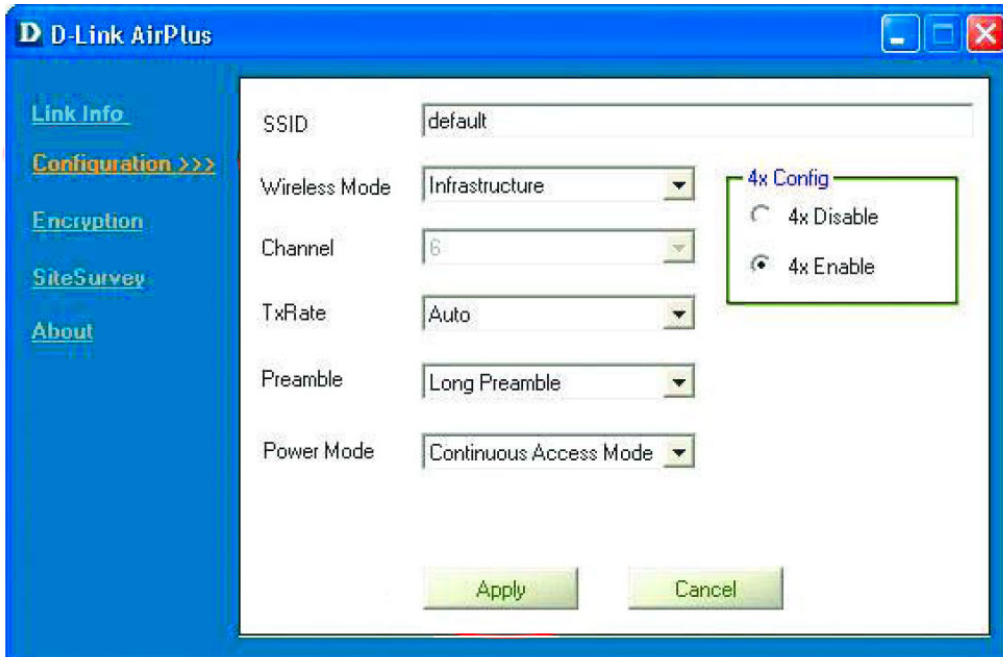 D D-Link AirPlus
Link Info
Configuration >>>
Encryption
SiteSurvey
About
SSID default
Wireless Mode Infrastructure
Channel 6
TxRate Auto
Preamble Long Preamble
Power Mode Continuous Access Mode
4x Config
4x Disable
4x Enable
Apply Cancel